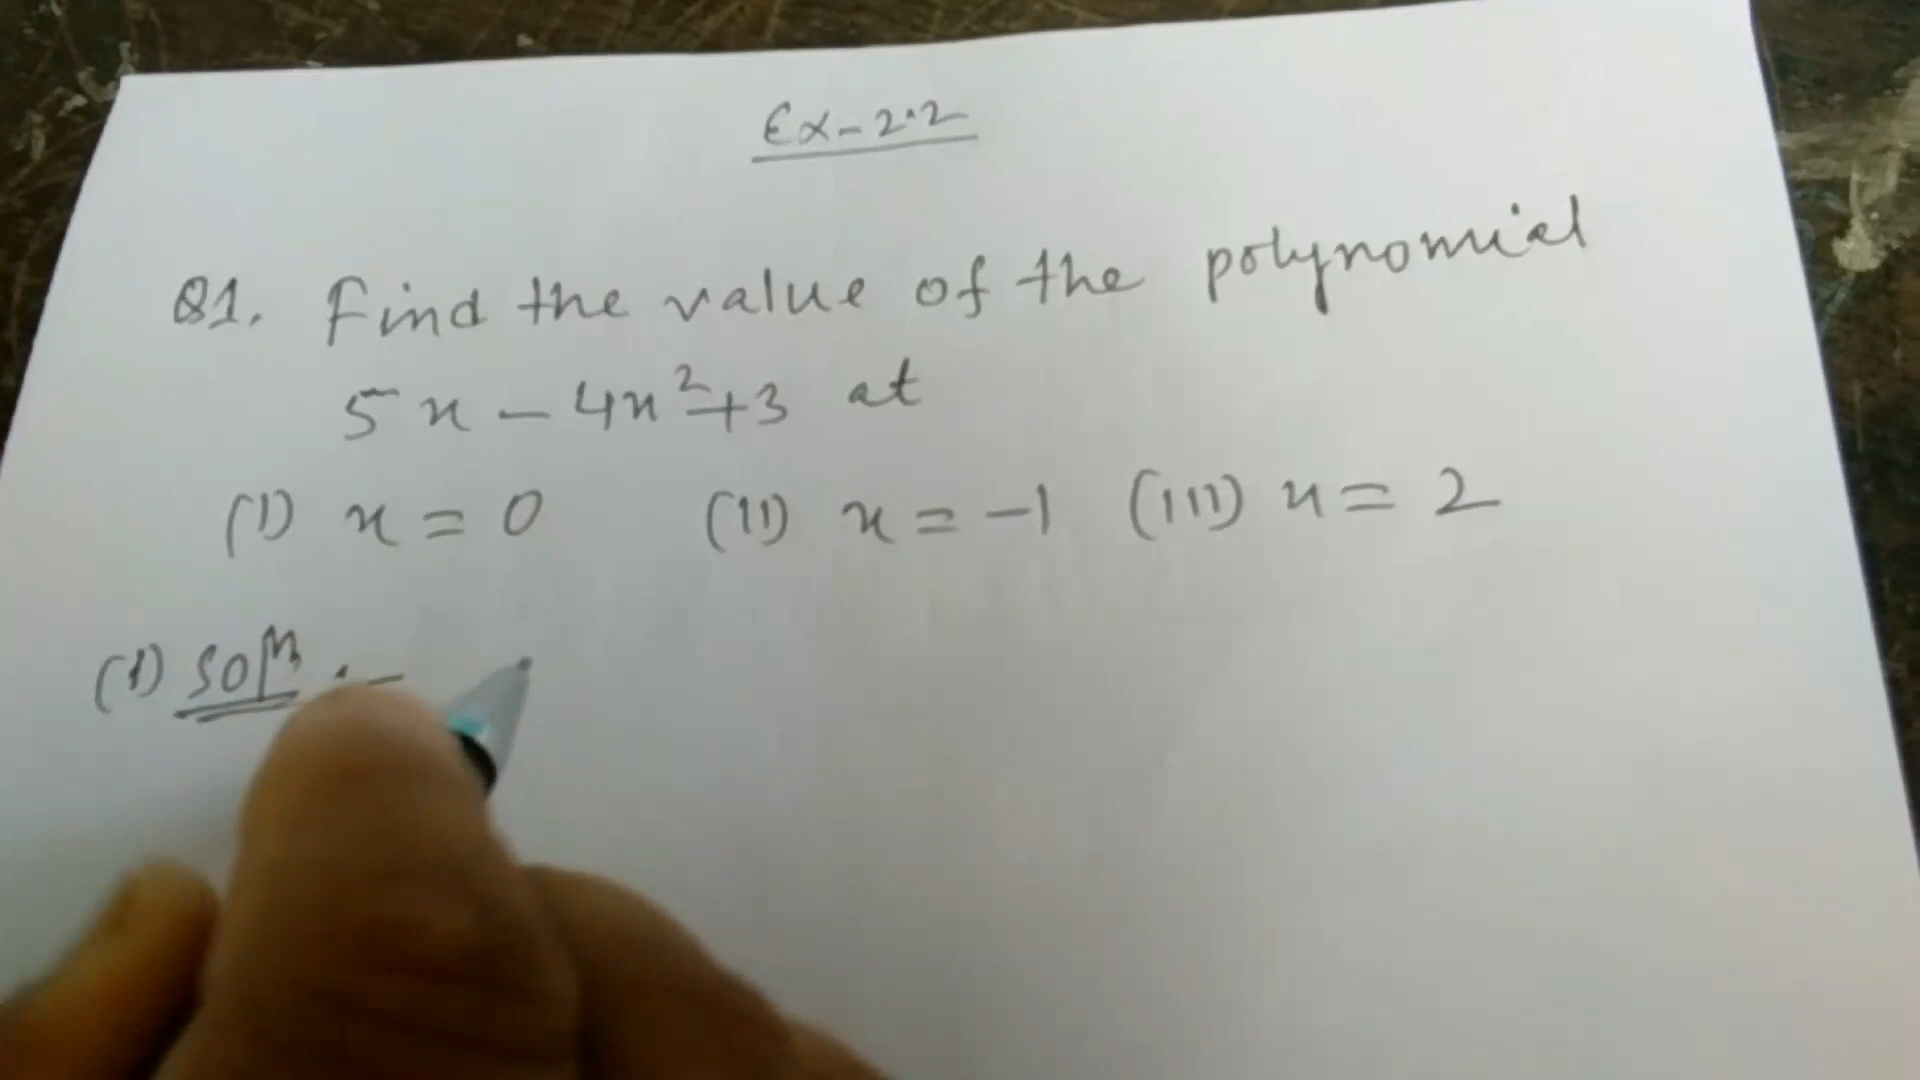 Ex-2.2
Q1. Find the value of the polynomial
5x - 4x²+3 at
(I) x = 0 (II) x = -1 (III) x = 2
(I) Solⁿ :-